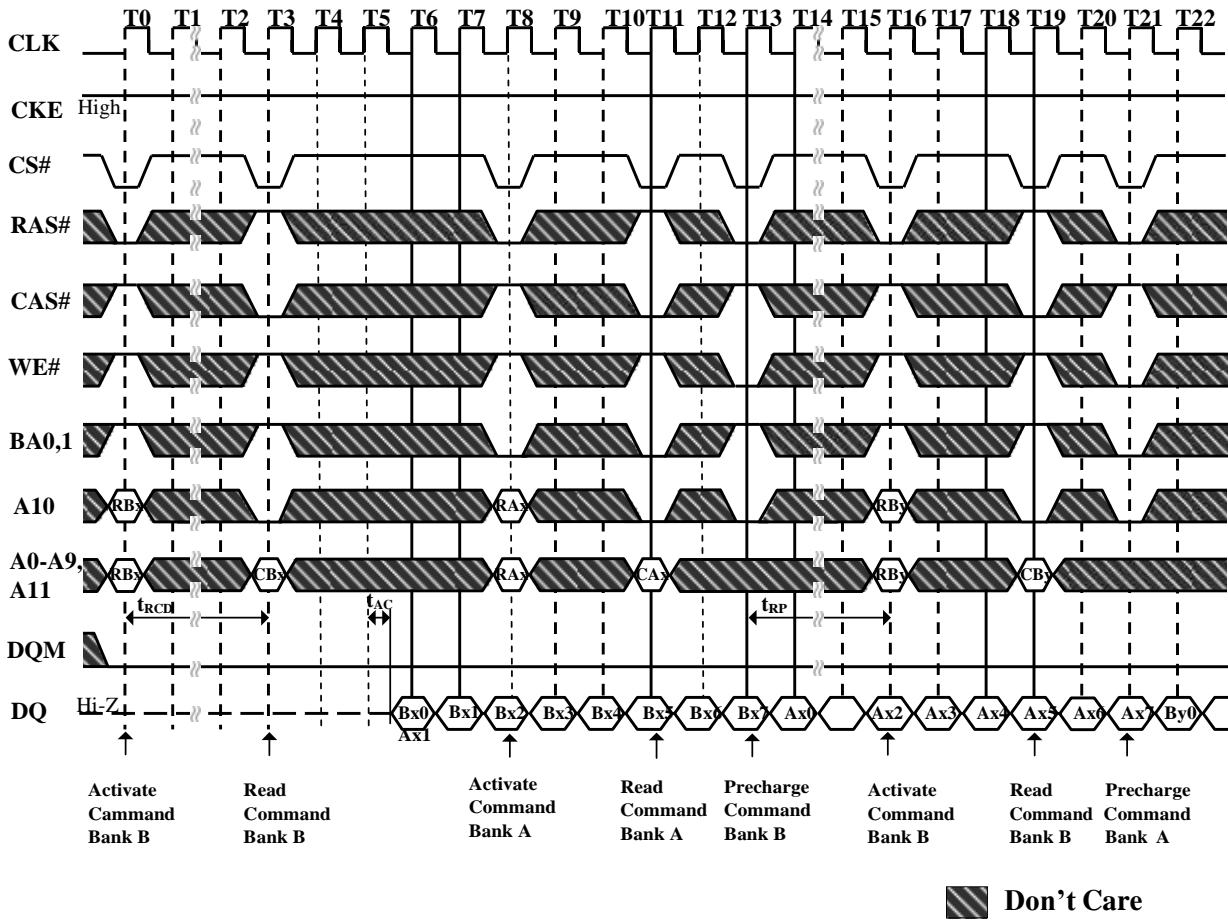 T0 T1 T2 T3 T4 T5 T6 T7 T8 T9 T10 T11 T12 T13 T14 T15 T16 T17 T18 T19 T20 T21 T22
CLK
CKE High
CS#
RAS#
CAS#
WE#
BA0,1
A10 RBx RAx RBy
A0-A9,
A11 RBx CBx RAx CAx RBy CBy
tRCD tAC tRP
DQM
DQ Hi-Z Bx0 Bx1 Bx2 Bx3 Bx4 Bx5 Bx6 Bx7 Ax0 Ax2 Ax3 Ax4 Ax5 Ax6 Ax7 By0
Ax1
Activate
Cammand
Bank B
Read
Command
Bank B
Activate
Command
Bank A
Read
Command
Bank A
Precharge
Command
Bank B
Activate
Command
Bank B
Read
Command
Bank B
Precharge
Command
Bank A
Don't Care